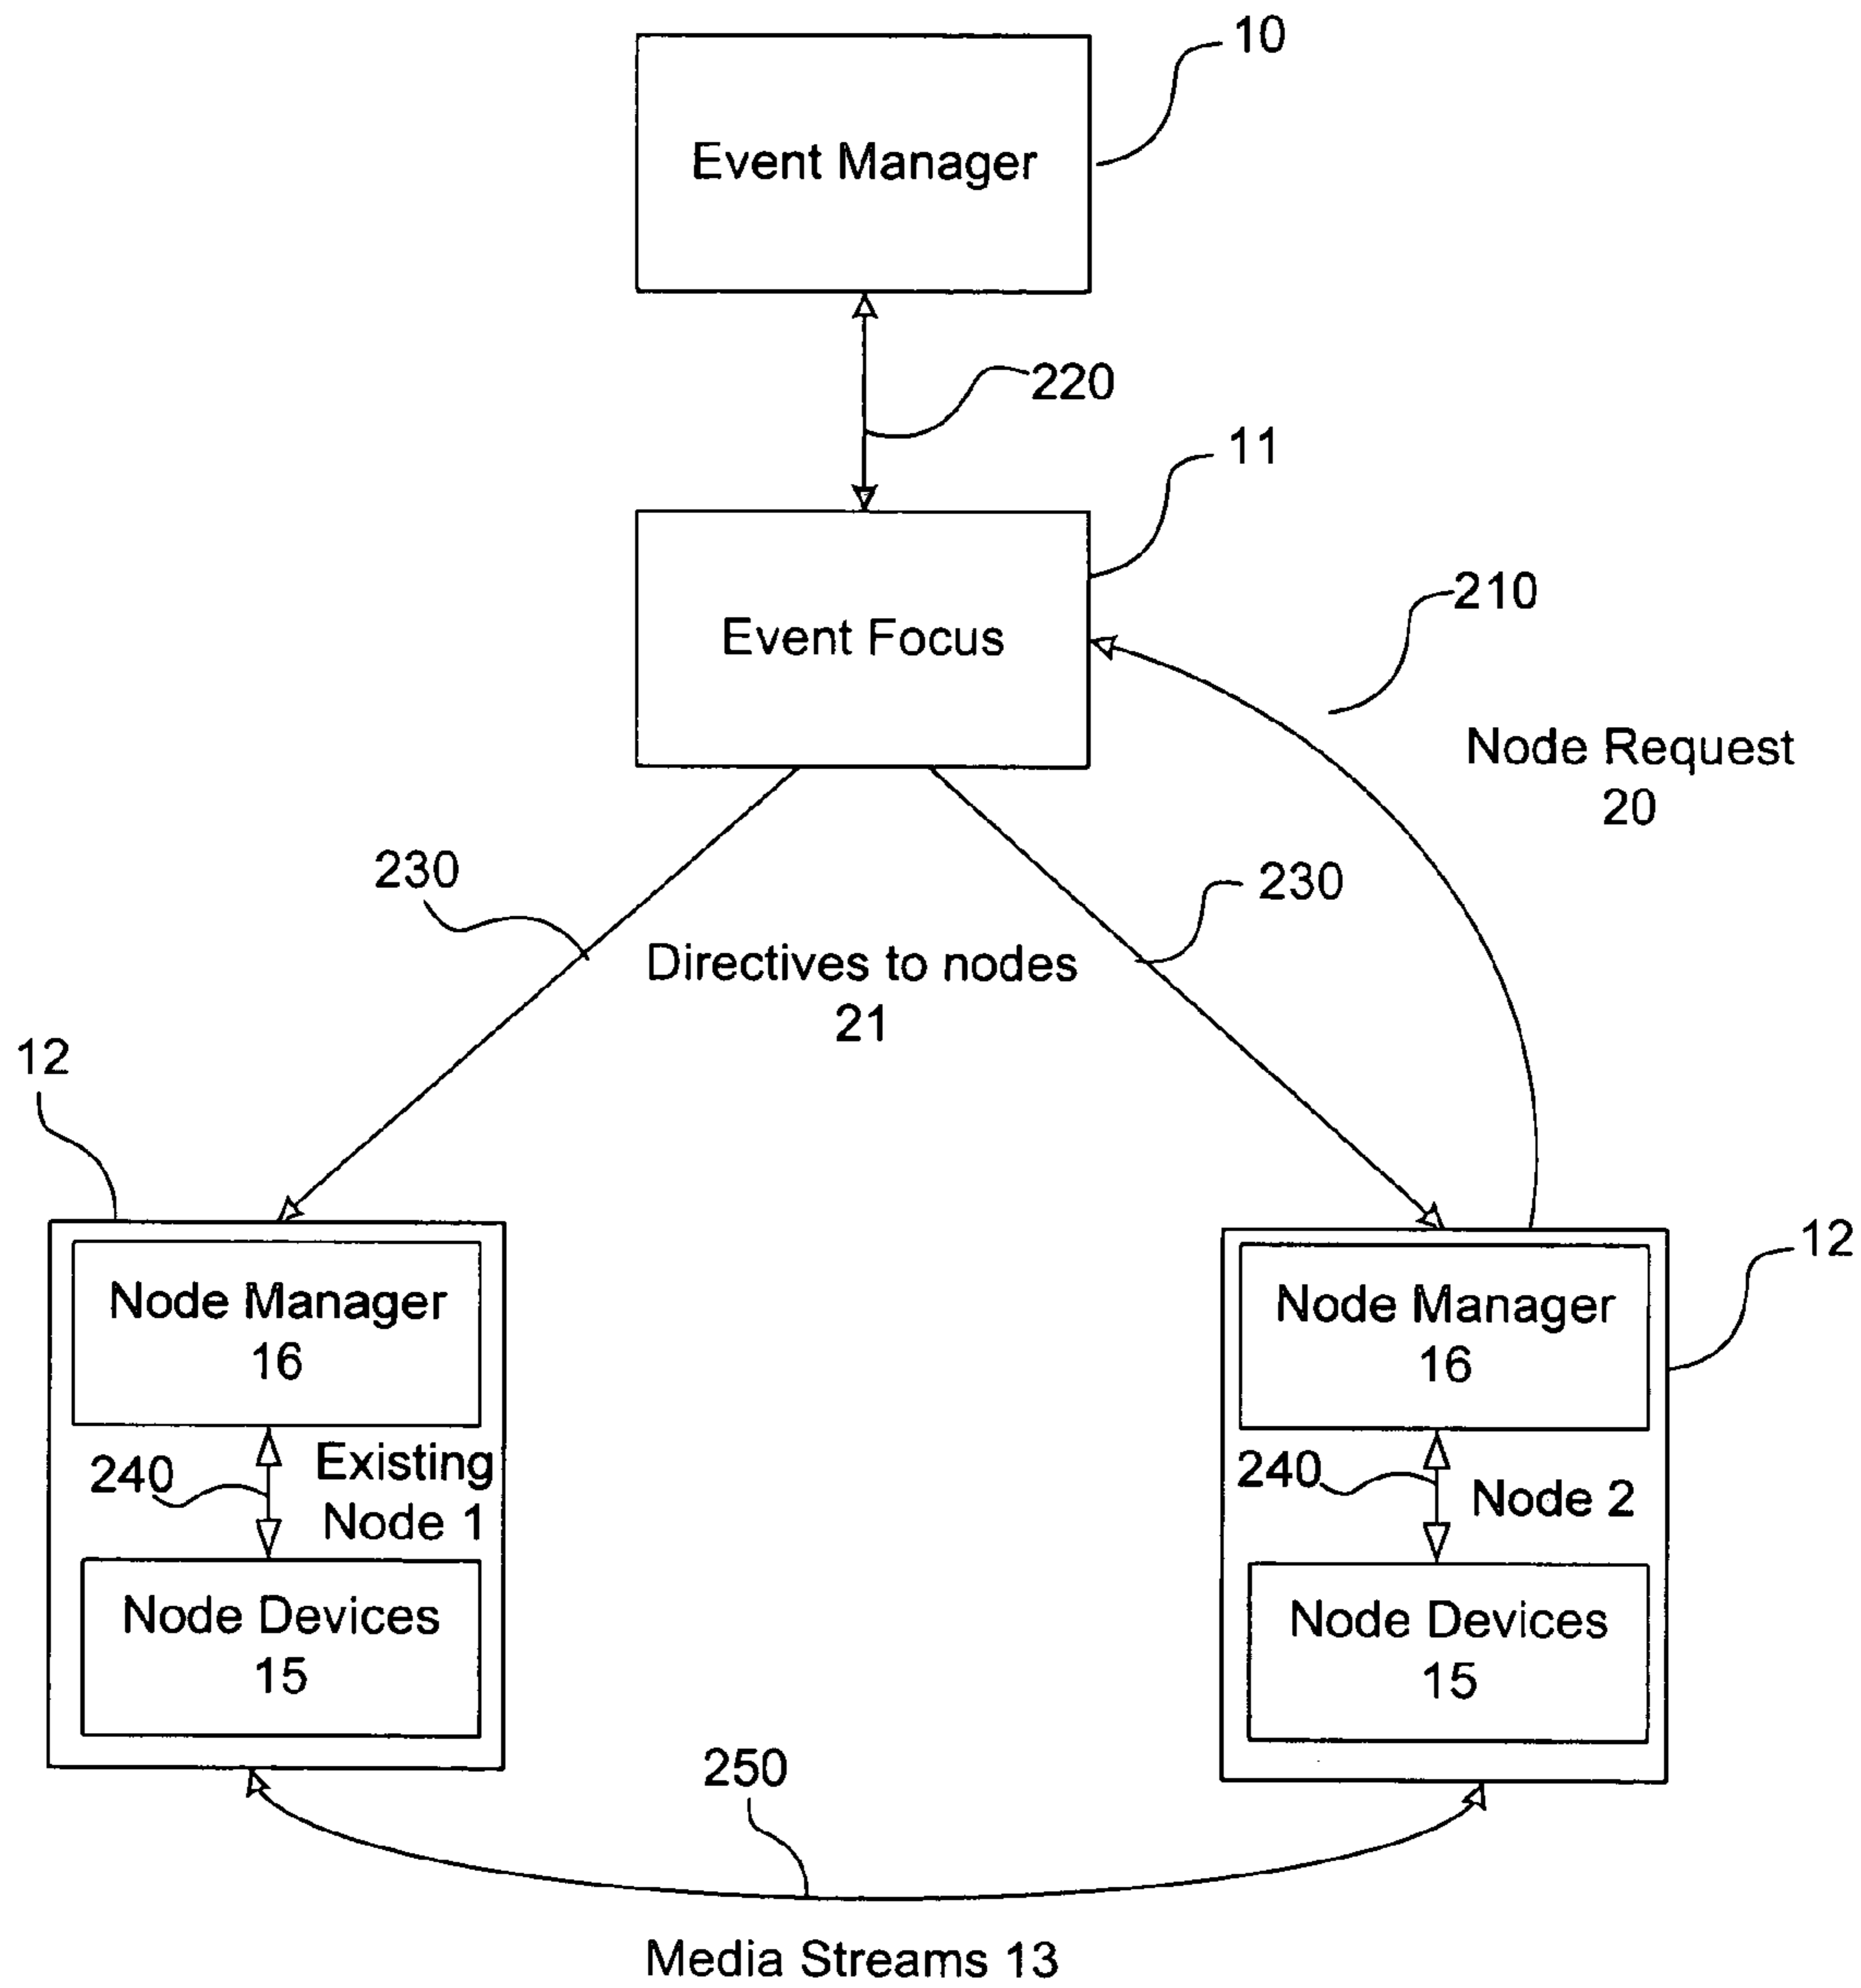 10
Event Manager
220
11
210
Event Focus
Node Request
20
230
230
Directives to nodes
21
12
12
Node Manager
16
Node Manager
16
240
Existing
Node 1
240
Node 2
Node Devices
15
Node Devices
15
250
Media Streams 13